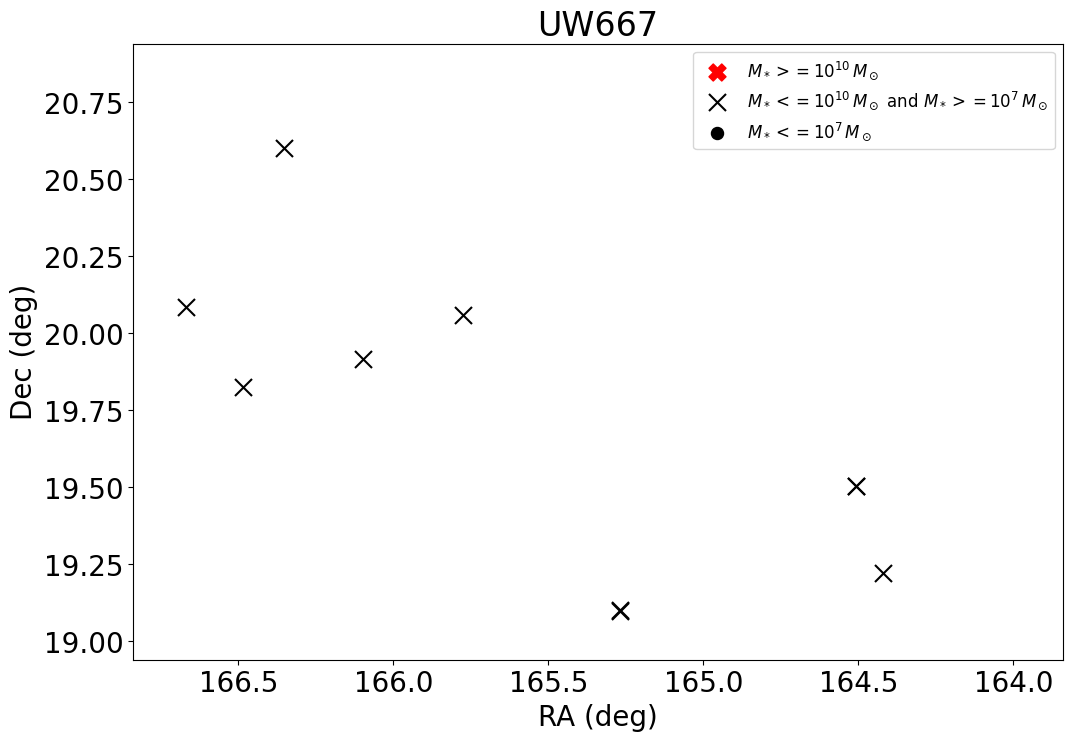 UW667
M* >= 10^10 M⊙
M* <= 10^10 M⊙ and M* >= 10^7 M⊙
M* <= 10^7 M⊙
20.75
20.50
20.25
20.00
19.75
19.50
19.25
19.00
Dec (deg)
166.5 166.0 165.5 165.0 164.5 164.0
RA (deg)